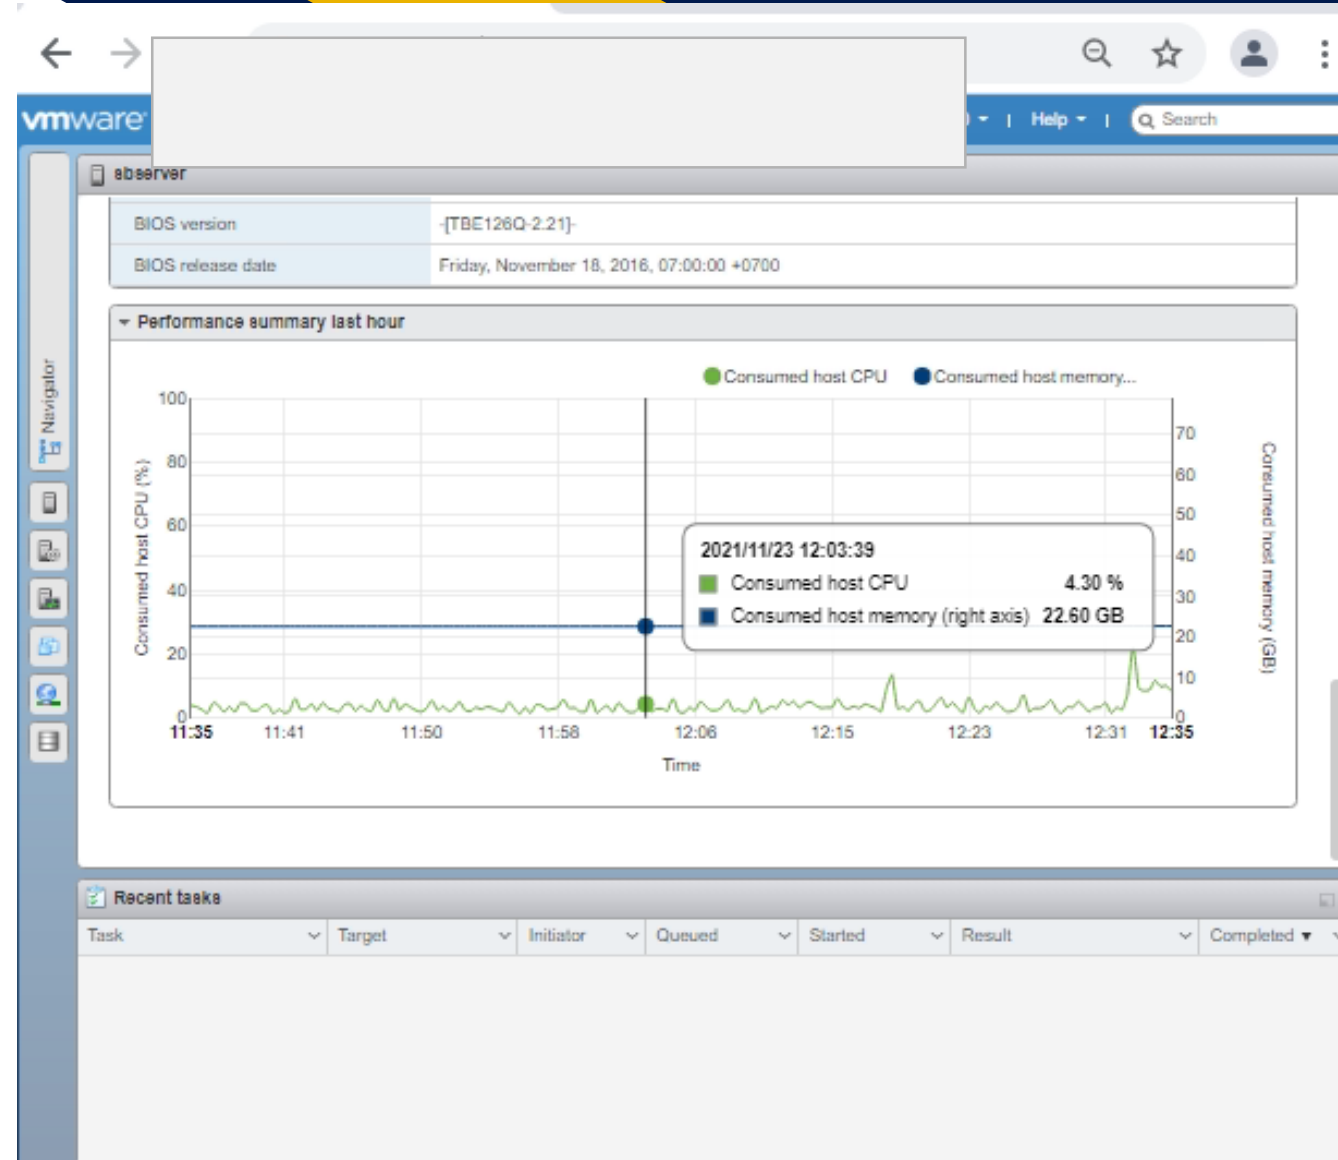 vmware
Help
Search
observer
BIOS version
-[TBE126Q-2.21]-
BIOS release date
Friday, November 18, 2016, 07:00:00 +0700
Performance summary last hour
Navigator
Consumed host CPU
Consumed host memory...
100
80
60
40
20
0
Consumed host CPU (%)
70
60
50
40
30
20
10
0
Consumed host memory (GB)
2021/11/23 12:03:39
Consumed host CPU 4.30 %
Consumed host memory (right axis) 22.60 GB
11:35 11:41 11:50 11:58 12:06 12:15 12:23 12:31 12:35
Time
Recent tasks
Task Target Initiator Queued Started Result Completed